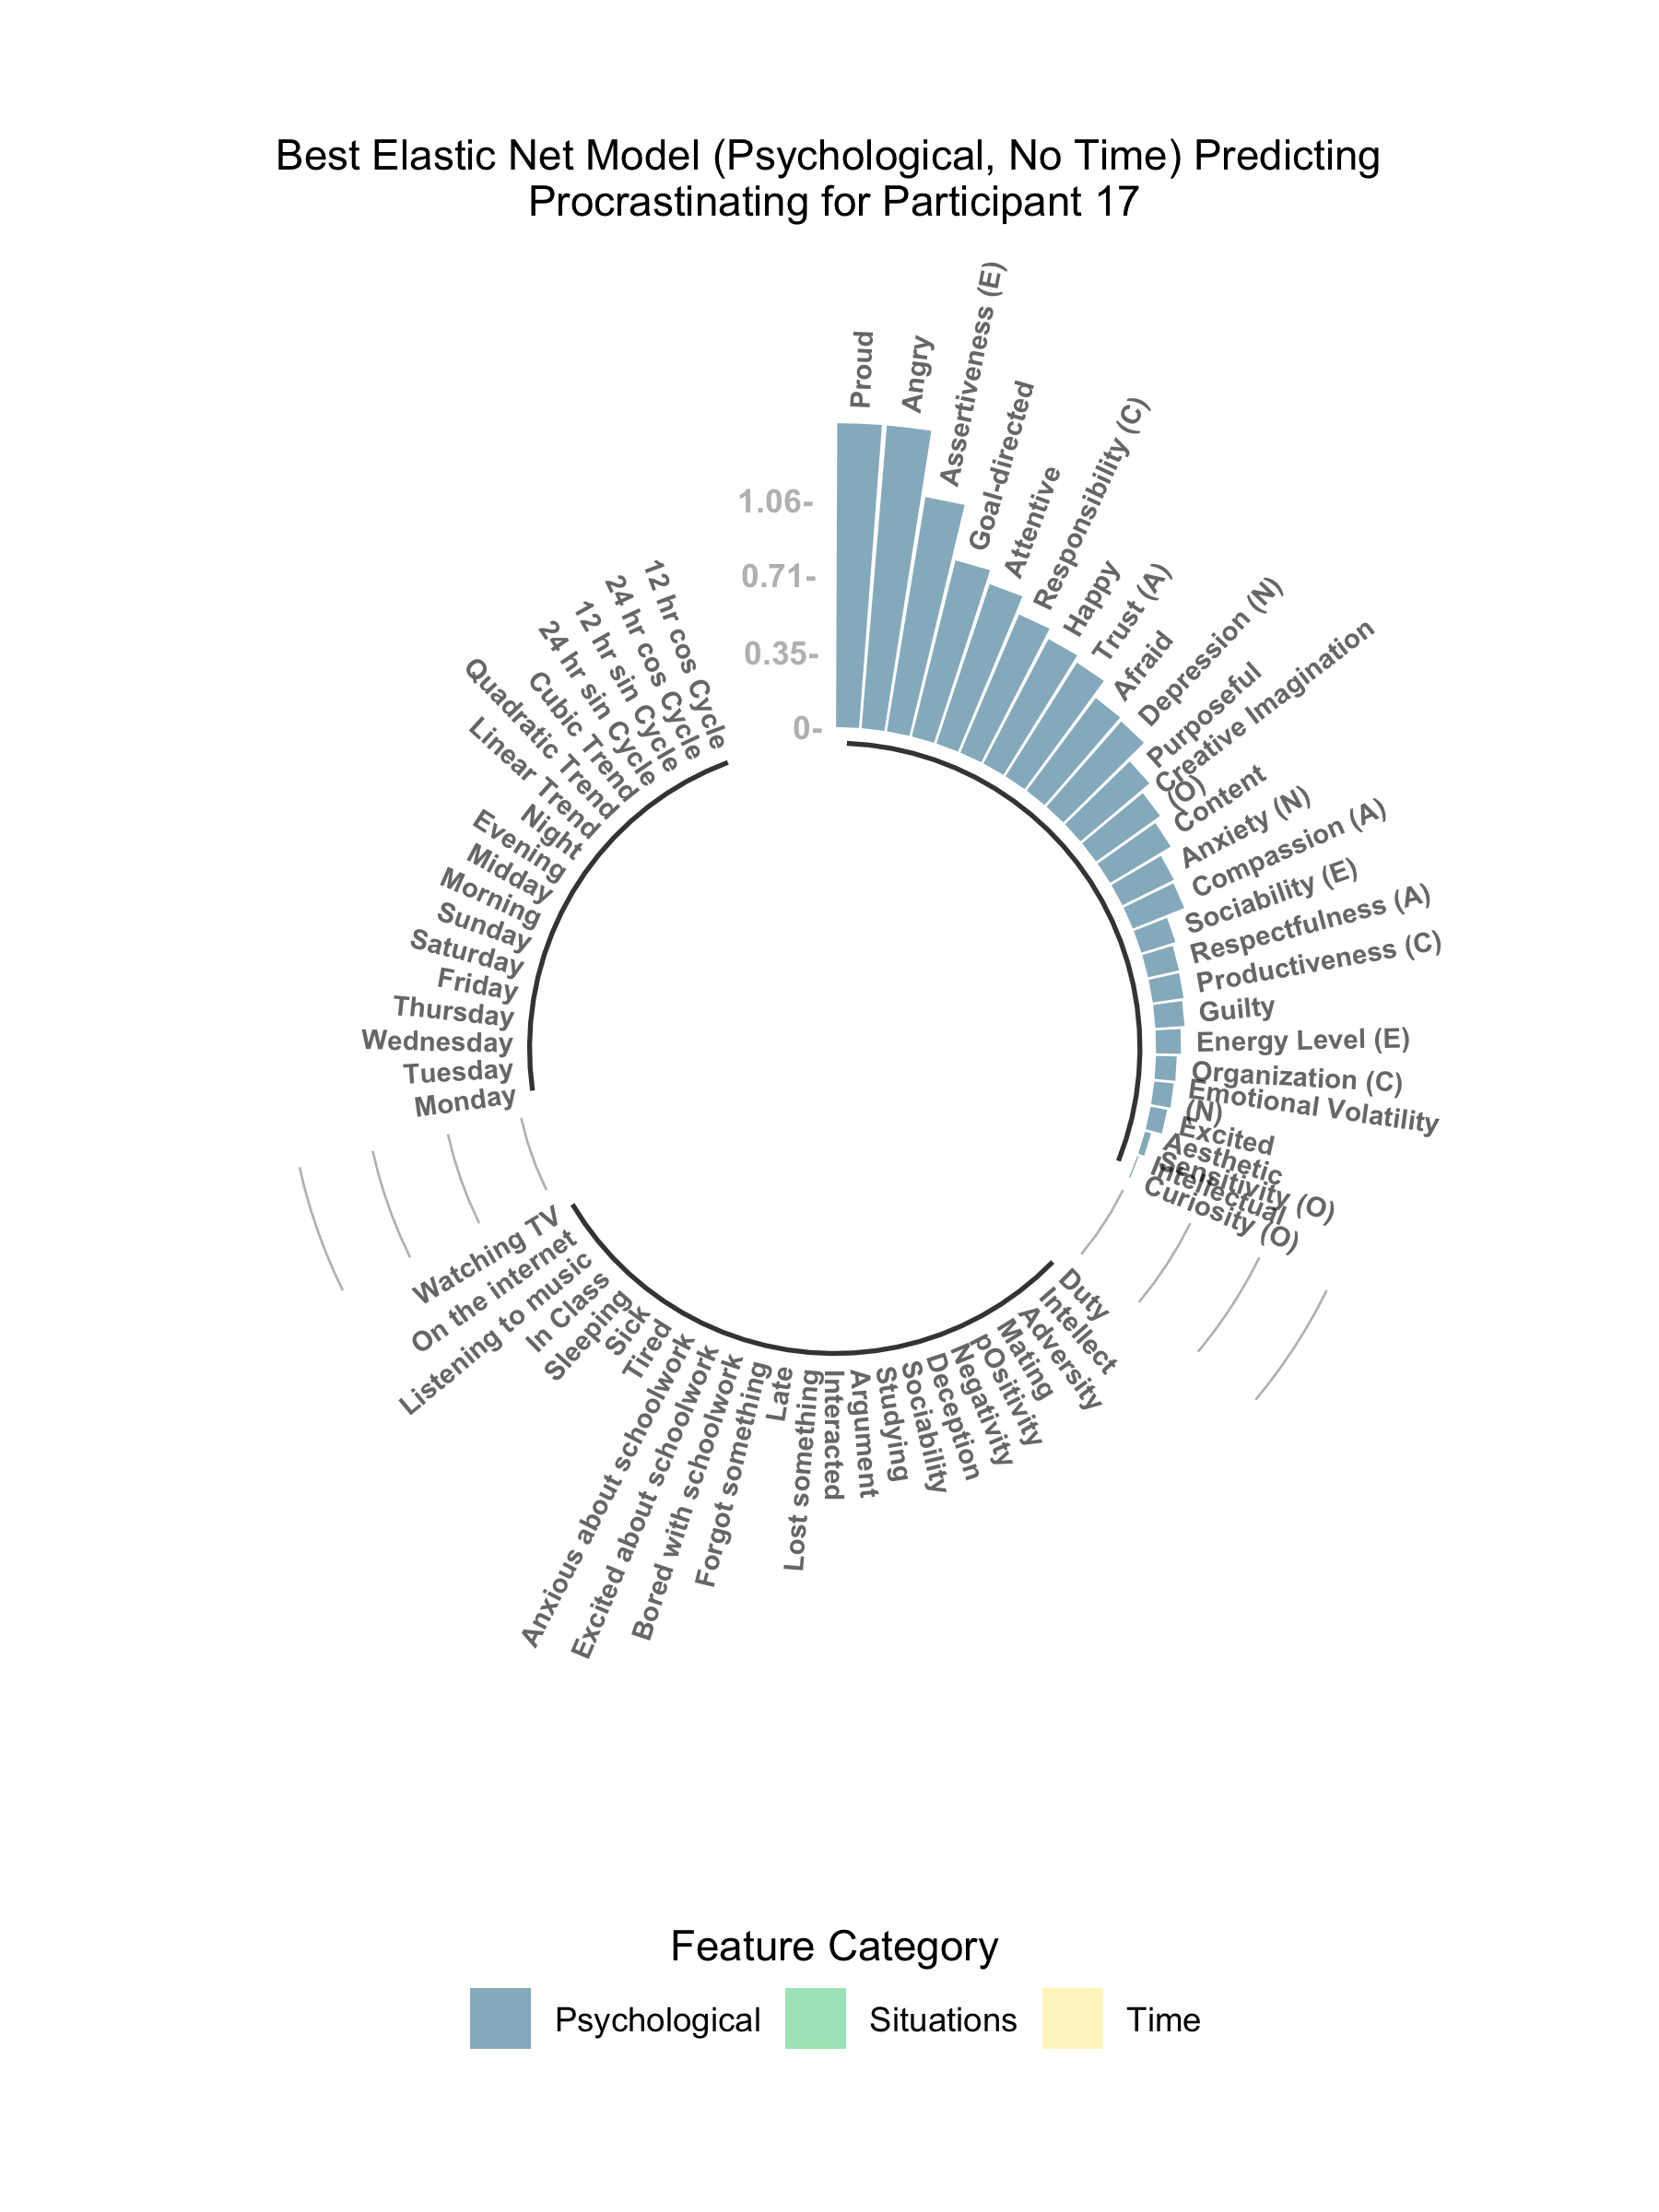 Best Elastic Net Model (Psychological, No Time) Predicting
Procrastinating for Participant 17
1.06-
0.71-
0.35-
0-
Proud
Angry
Assertiveness (E)
Goal-directed
Attentive
Responsibility (C)
Happy
Trust (A)
Afraid
Depression (N)
Purposeful
Creative Imagination
(O)
Content
Anxiety (N)
Compassion (A)
Sociability (E)
Respectfulness (A)
Productiveness (C)
Guilty
Energy Level (E)
Organization (C)
Emotional Volatility
(N)
Excited
Aesthetic
Sensitivity (O)
Intellectual
Curiosity (O)
Duty
Intellect
Adversity
Mating
pOsitivity
Negativity
Deception
Sociability
Studying
Argument
Interacted
Lost something
Late
Forgot something
Bored with schoolwork
Excited about schoolwork
Anxious about schoolwork
Tired
Sick
Sleeping
In Class
Listening to music
On the internet
Watching TV
Monday
Tuesday
Wednesday
Thursday
Friday
Saturday
Sunday
Morning
Midday
Evening
Night
Linear Trend
Quadratic Trend
Cubic Trend
24 hr sin Cycle
12 hr sin Cycle
24 hr cos Cycle
12 hr cos Cycle
Feature Category
Psychological
Situations
Time